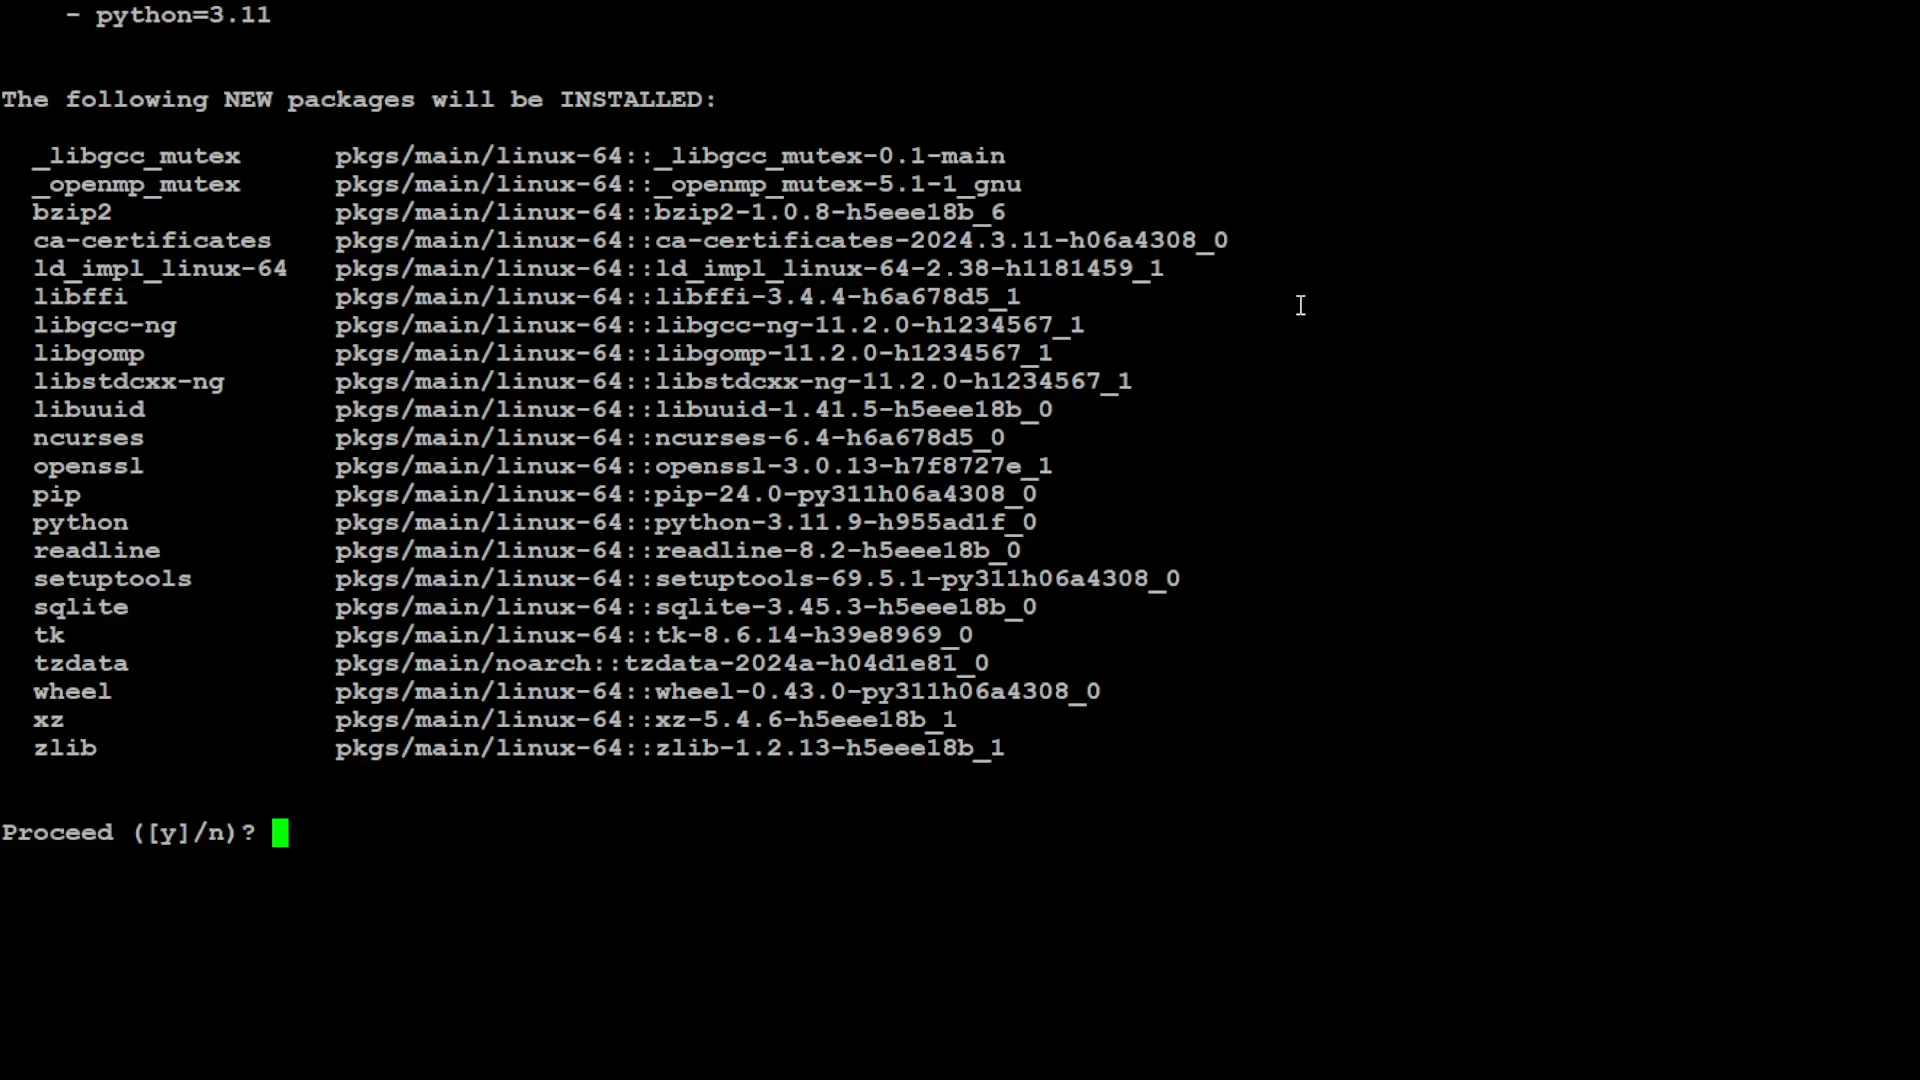 - python=3.11
The following NEW packages will be INSTALLED:
_libgcc_mutex pkgs/main/linux-64::_libgcc_mutex-0.1-main
_openmp_mutex pkgs/main/linux-64::_openmp_mutex-5.1-1_gnu
bzip2 pkgs/main/linux-64::bzip2-1.0.8-h5eee18b_6
ca-certificates pkgs/main/linux-64::ca-certificates-2024.3.11-h06a4308_0
ld_impl_linux-64 pkgs/main/linux-64::ld_impl_linux-64-2.38-h1181459_1
libffi pkgs/main/linux-64::libffi-3.4.4-h6a678d5_1
libgcc-ng pkgs/main/linux-64::libgcc-ng-11.2.0-h1234567_1
libgomp pkgs/main/linux-64::libgomp-11.2.0-h1234567_1
libstdcxx-ng pkgs/main/linux-64::libstdcxx-ng-11.2.0-h1234567_1
libuuid pkgs/main/linux-64::libuuid-1.41.5-h5eee18b_0
ncurses pkgs/main/linux-64::ncurses-6.4-h6a678d5_0
openssl pkgs/main/linux-64::openssl-3.0.13-h7f8727e_1
pip pkgs/main/linux-64::pip-24.0-py311h06a4308_0
python pkgs/main/linux-64::python-3.11.9-h955ad1f_0
readline pkgs/main/linux-64::readline-8.2-h5eee18b_0
setuptools pkgs/main/linux-64::setuptools-69.5.1-py311h06a4308_0
sqlite pkgs/main/linux-64::sqlite-3.45.3-h5eee18b_0
tk pkgs/main/linux-64::tk-8.6.14-h39e8969_0
tzdata pkgs/main/noarch::tzdata-2024a-h04d1e81_0
wheel pkgs/main/linux-64::wheel-0.43.0-py311h06a4308_0
xz pkgs/main/linux-64::xz-5.4.6-h5eee18b_1
zlib pkgs/main/linux-64::zlib-1.2.13-h5eee18b_1
Proceed ([y]/n)?